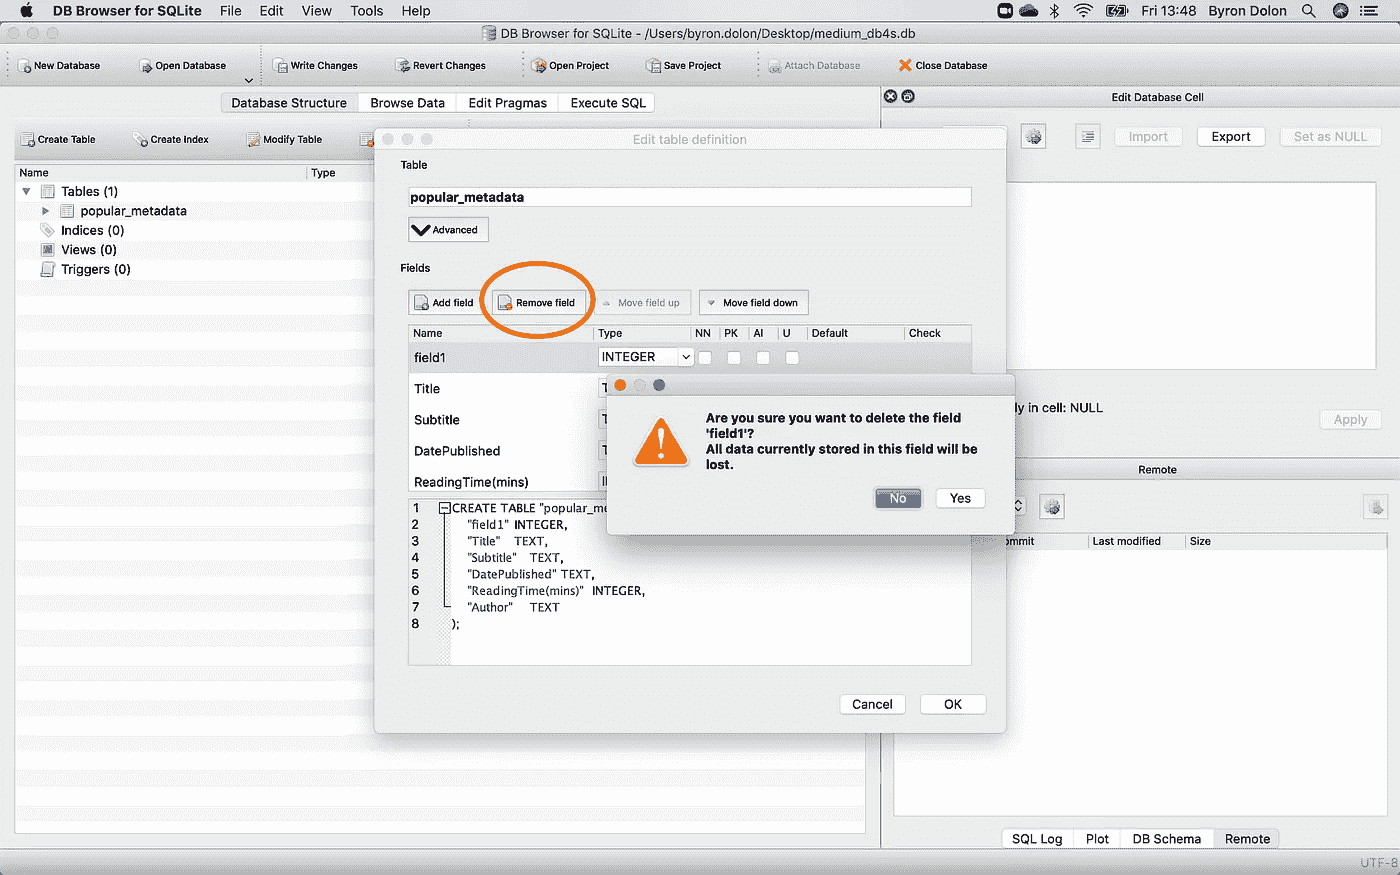 DB Browser for SQLite File Edit View Tools Help Fri 13:48 Byron Dolon
DB Browser for SQLite - /Users/byron.dolon/Desktop/medium_db4s.db
New Database Open Database Write Changes Revert Changes Open Project Save Project Attach Database Close Database
Database Structure Browse Data Edit Pragmas Execute SQL
Edit Database Cell
Create Table Create Index Modify Table
Edit table definition
Import Export Set as NULL
Name Type
Tables (1)
popular_metadata
Indices (0)
Views (0)
Triggers (0)
Table
popular_metadata
Advanced
Fields
Add field Remove field Move field up Move field down
Name Type NN PK AI U Default Check
field1 INTEGER
Title T
Subtitle T
DatePublished T
ReadingTime(mins)
Are you sure you want to delete the field
'field1'?
All data currently stored in this field will be
lost.
No Yes
1 CREATE TABLE "popular_me
2 "field1" INTEGER,
3 "Title" TEXT,
4 "Subtitle" TEXT,
5 "DatePublished" TEXT,
6 "ReadingTime(mins)" INTEGER,
7 "Author" TEXT
8 );
Cancel OK
ly in cell: NULL
Apply
Remote
ommit Last modified Size
SQL Log Plot DB Schema Remote
UTF-8